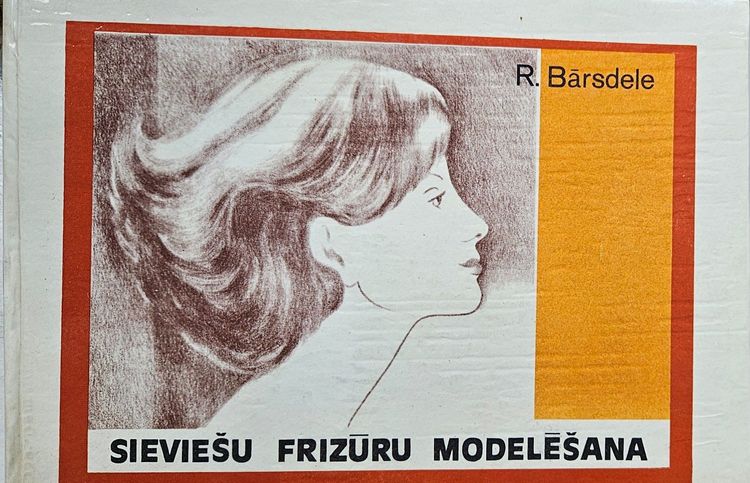 R. Bārsdele
SIEVIEŠU FRIZŪRU MODELĒŠANA